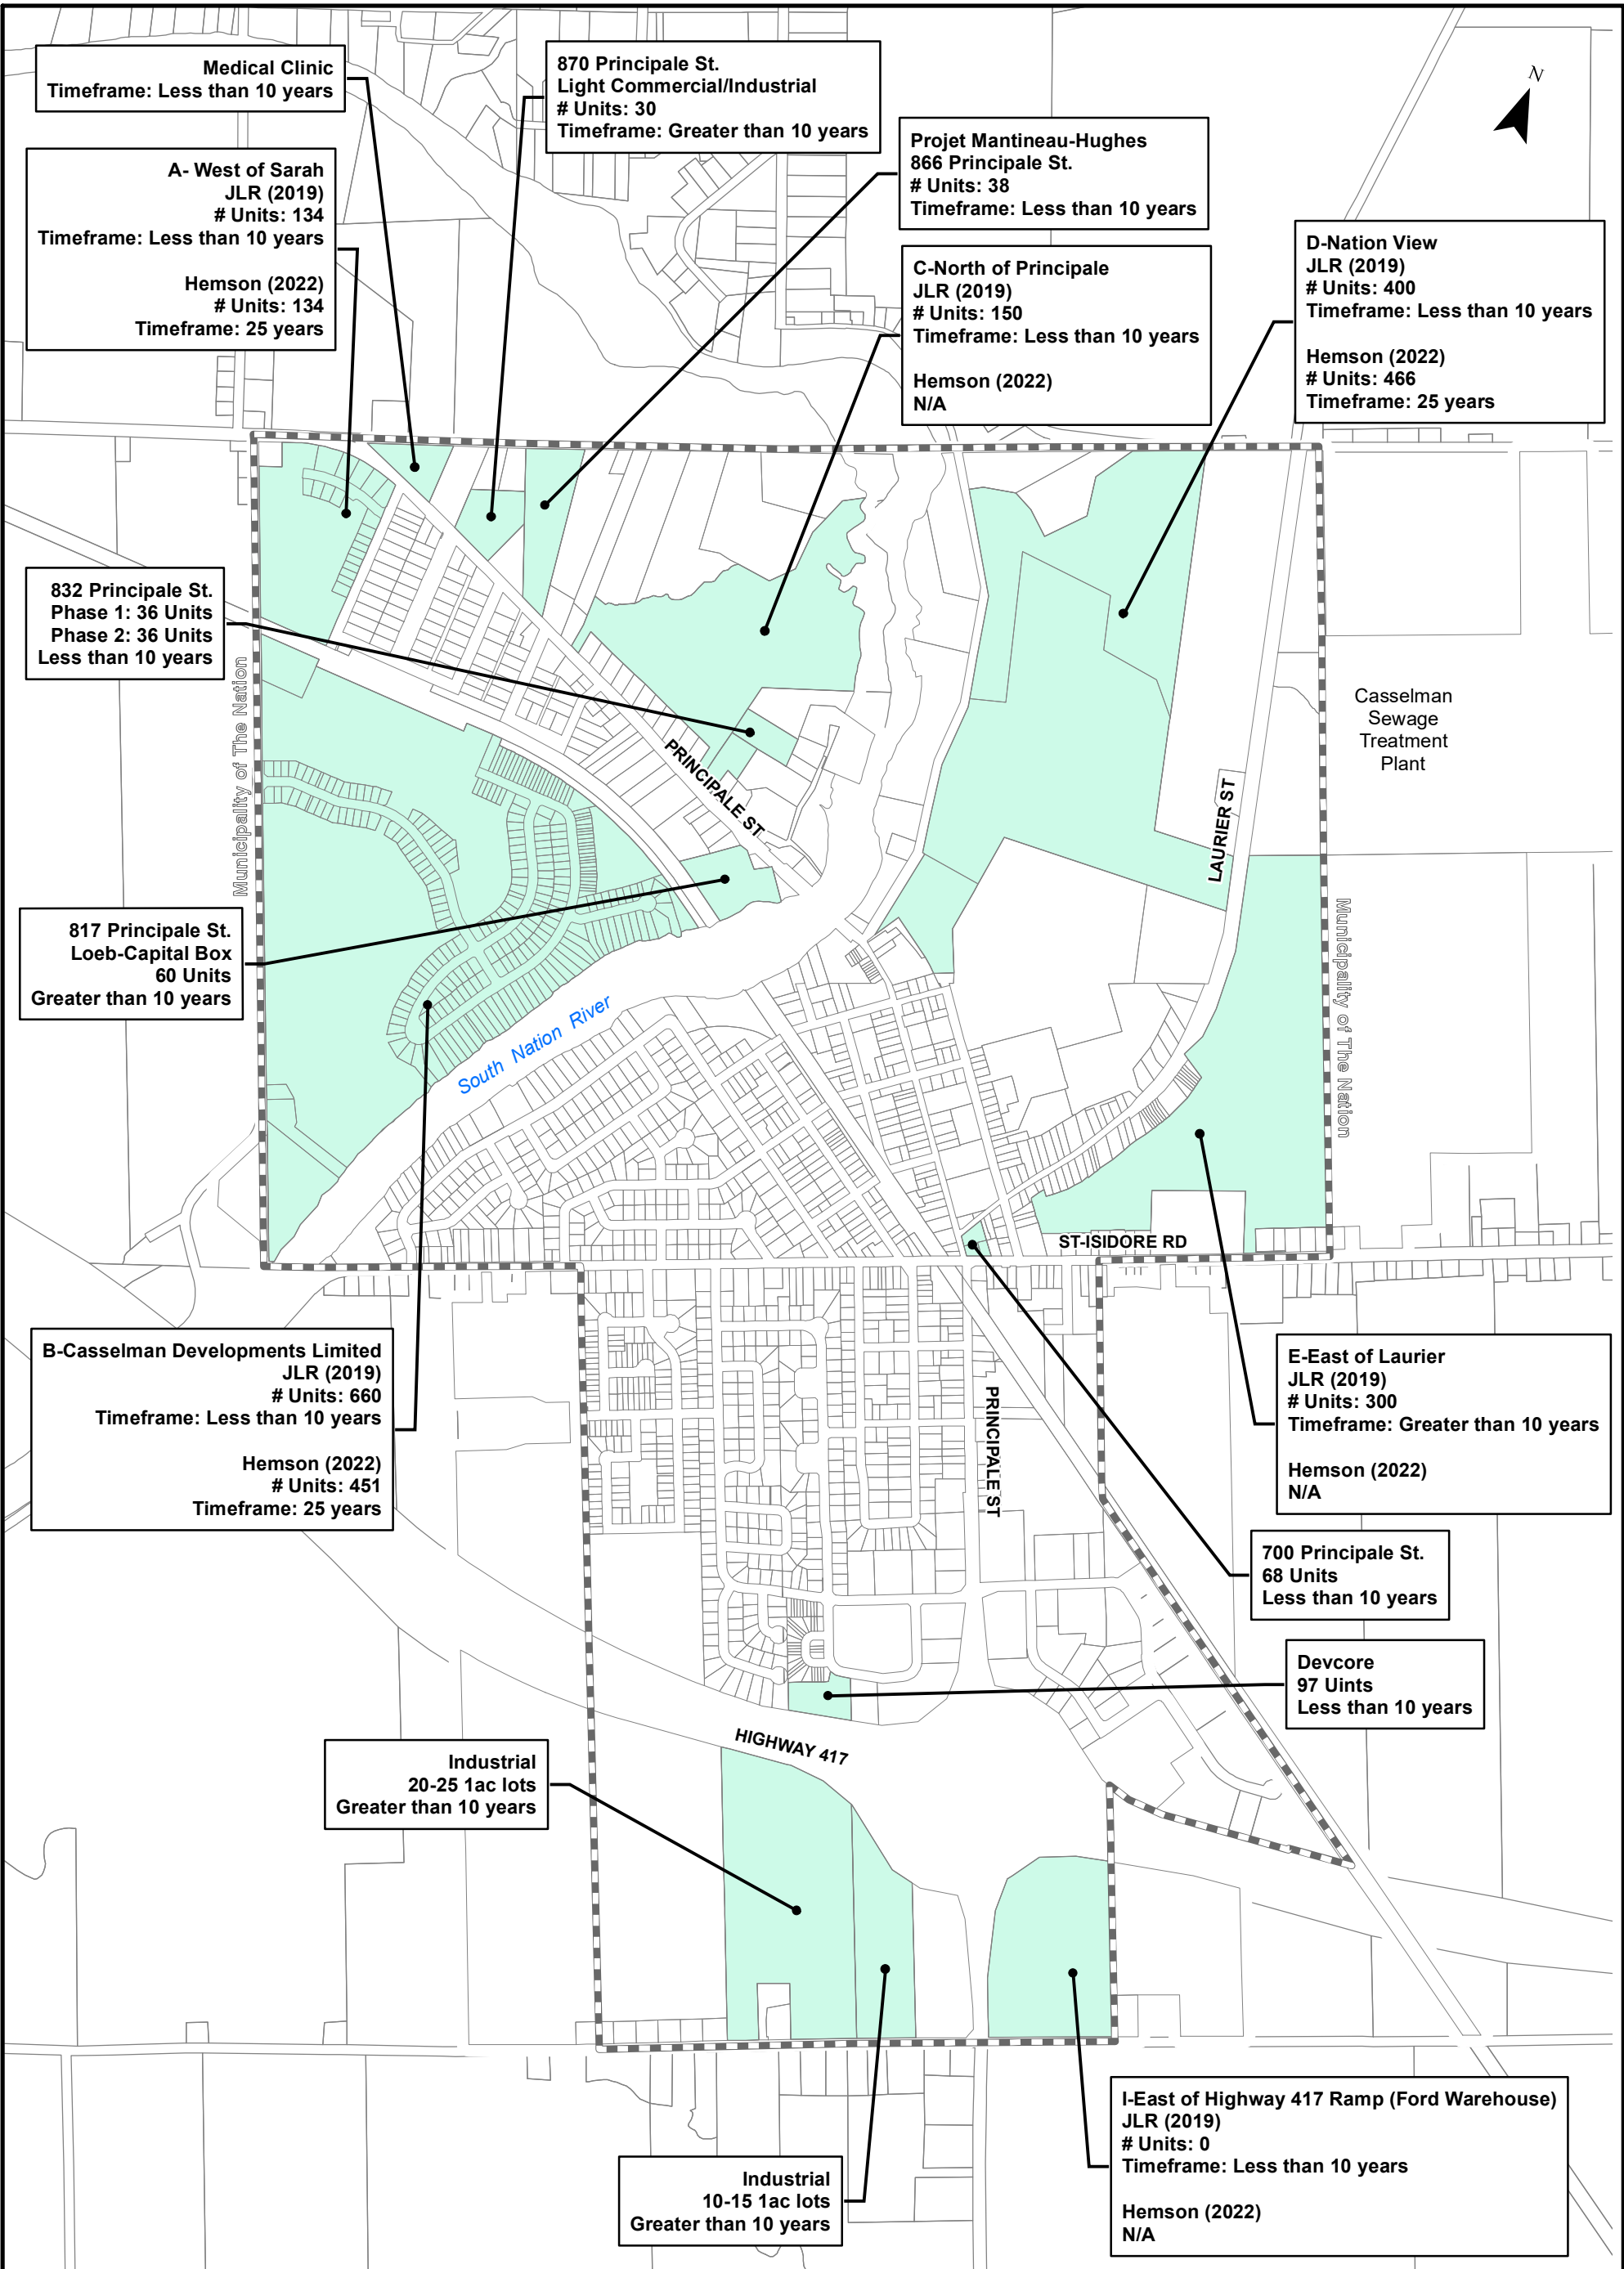 Medical Clinic
Timeframe: Less than 10 years
870 Principale St.
Light Commercial/Industrial
# Units: 30
Timeframe: Greater than 10 years
N
Projet Mantineau-Hughes
866 Principale St.
# Units: 38
Timeframe: Less than 10 years
A- West of Sarah
JLR (2019)
# Units: 134
Timeframe: Less than 10 years
Hemson (2022)
# Units: 134
Timeframe: 25 years
C-North of Principale
JLR (2019)
# Units: 150
Timeframe: Less than 10 years
Hemson (2022)
N/A
D-Nation View
JLR (2019)
# Units: 400
Timeframe: Less than 10 years
Hemson (2022)
# Units: 466
Timeframe: 25 years
832 Principale St.
Phase 1: 36 Units
Phase 2: 36 Units
Less than 10 years
Municipality of The Nation
Casselman
Sewage
Treatment
Plant
PRINCIPALE ST
LAURIER ST
817 Principale St.
Loeb-Capital Box
60 Units
Greater than 10 years
Municipality of The Nation
South Nation River
ST-ISIDORE RD
B-Casselman Developments Limited
JLR (2019)
# Units: 660
Timeframe: Less than 10 years
Hemson (2022)
# Units: 451
Timeframe: 25 years
E-East of Laurier
JLR (2019)
# Units: 300
Timeframe: Greater than 10 years
Hemson (2022)
N/A
PRINCIPALE ST
700 Principale St.
68 Units
Less than 10 years
Devcore
97 Uints
Less than 10 years
HIGHWAY 417
Industrial
20-25 1ac lots
Greater than 10 years
I-East of Highway 417 Ramp (Ford Warehouse)
JLR (2019)
# Units: 0
Timeframe: Less than 10 years
Hemson (2022)
N/A
Industrial
10-15 1ac lots
Greater than 10 years